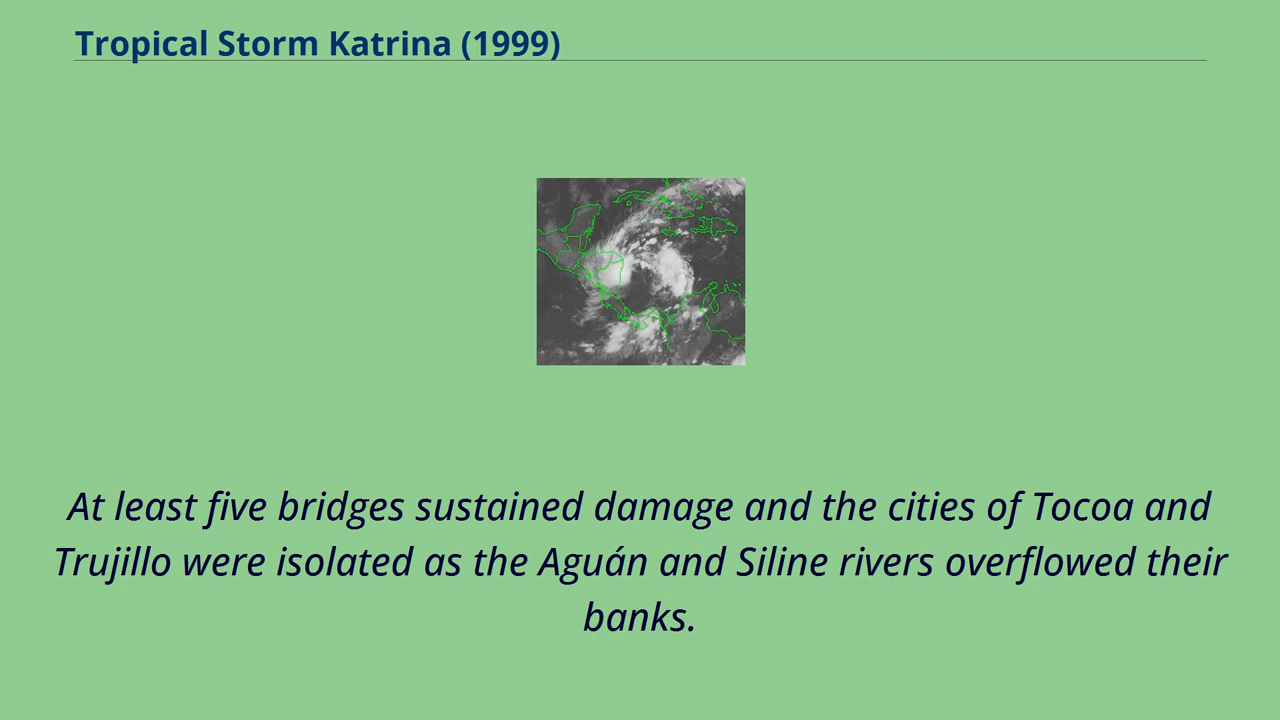 Tropical Storm Katrina (1999)
At least five bridges sustained damage and the cities of Tocoa and
Trujillo were isolated as the Aguán and Siline rivers overflowed their
banks.